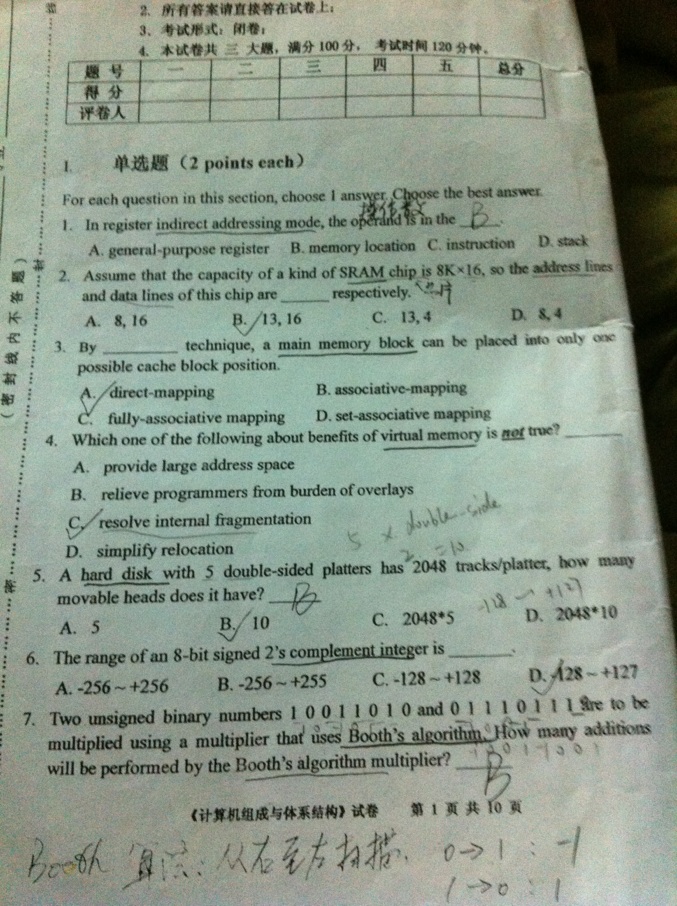 2. 所有答案请直接答在试卷上;
3、考试形式:闭卷;
4. 本试卷共 三 大题,满分 100 分, 考试时间 120 分钟。
题 号 一 二 三 四 五 总分
得 分
评卷人
(密封线内不答题)
封
1. 单选题(2 points each)
For each question in this section, choose 1 answer. Choose the best answer.
操作数
1. In register indirect addressing mode, the operand is in the B.
A. general-purpose register B. memory location C. instruction D. stack
2. Assume that the capacity of a kind of SRAM chip is 8K×16, so the address lines
and data lines of this chip are ______ respectively.
A. 8, 16 B. 13, 16 C. 13, 4 D. 8, 4
3. By ________ technique, a main memory block can be placed into only one
possible cache block position.
A. direct-mapping B. associative-mapping
C. fully-associative mapping D. set-associative mapping
4. Which one of the following about benefits of virtual memory is not true? ______
A. provide large address space
B. relieve programmers from burden of overlays
C. resolve internal fragmentation
D. simplify relocation
5 × double-side
2 =10
5. A hard disk with 5 double-sided platters has 2048 tracks/platter, how many
movable heads does it have? B
-128 ~ +127
A. 5 B. 10 C. 2048*5 D. 2048*10
6. The range of an 8-bit signed 2's complement integer is ______.
A. -256 ~ +256 B. -256 ~ +255 C. -128 ~ +128 D. -128 ~ +127
7. Two unsigned binary numbers 1 0 0 1 1 0 1 0 and 0 1 1 1 0 1 1 1 are to be
multiplied using a multiplier that uses Booth's algorithm. How many additions
will be performed by the Booth's algorithm multiplier? B
《计算机组成与体系结构》试卷 第 1 页 共 10 页
Booth 算法:从右至左扫描. 0→1:-1
1→0:1